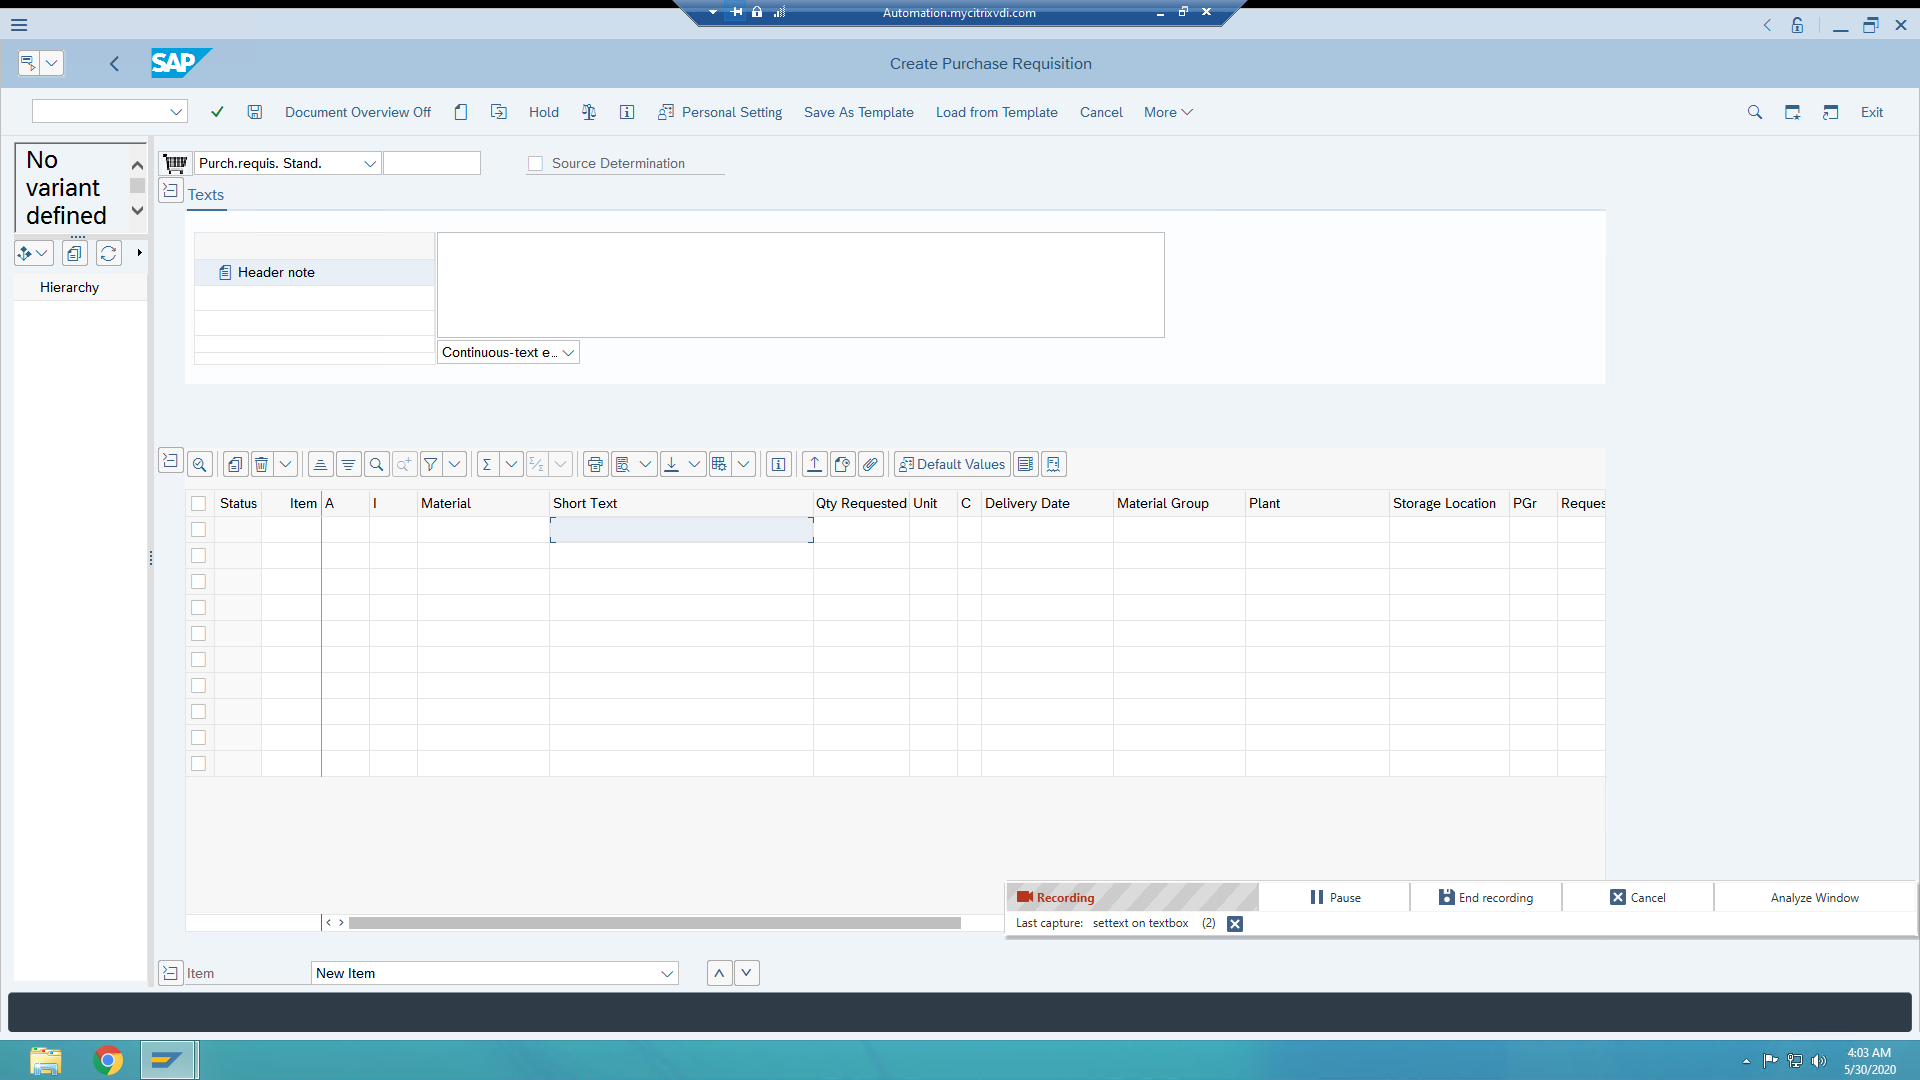 Automation.mycitrixvdi.com
SAP
Create Purchase Requisition
Document Overview Off
Hold
Personal Setting
Save As Template
Load from Template
Cancel
More
Exit
No
variant
defined
Purch.requis. Stand.
Source Determination
Texts
Header note
Hierarchy
Continuous-text e...
Default Values
Status Item A I Material Short Text Qty Requested Unit C Delivery Date Material Group Plant Storage Location PGr Reques
Recording
Pause
End recording
Cancel
Analyze Window
Last capture: settext on textbox (2)
Item
New Item
4:03 AM
5/30/2020